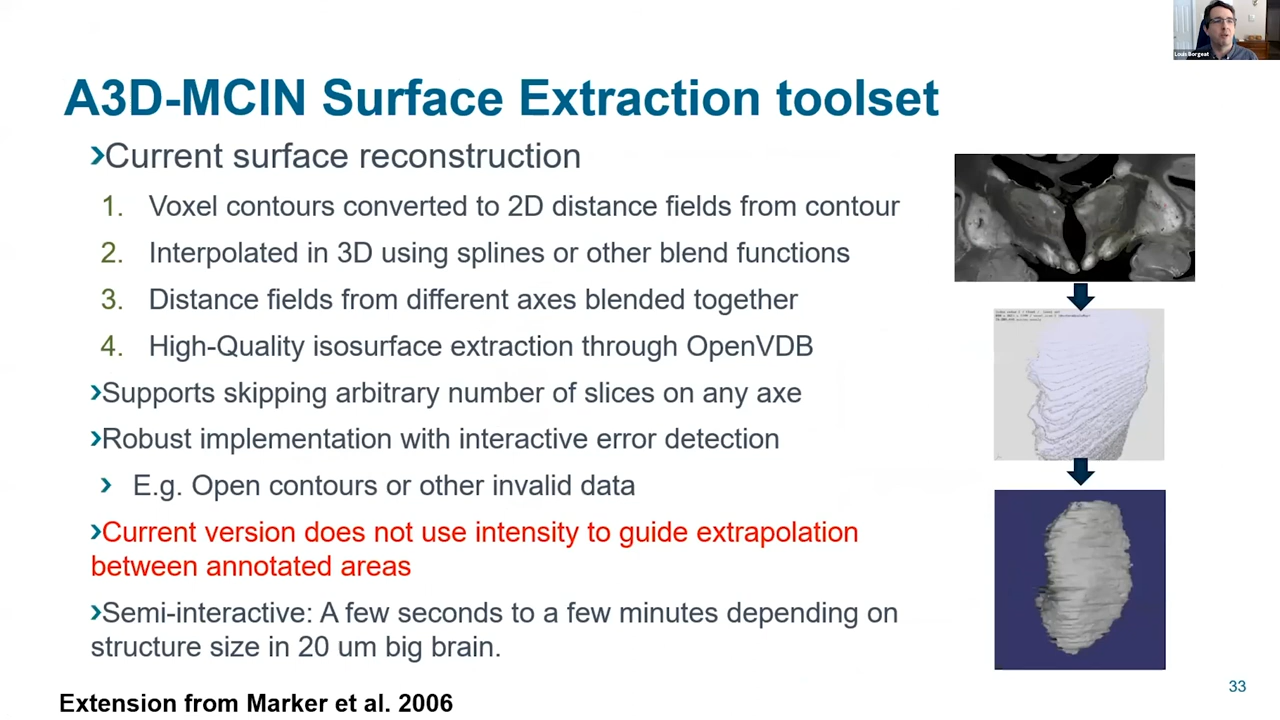 Louis Borgeat
A3D-MCIN Surface Extraction toolset
›Current surface reconstruction
1. Voxel contours converted to 2D distance fields from contour
2. Interpolated in 3D using splines or other blend functions
3. Distance fields from different axes blended together
4. High-Quality isosurface extraction through OpenVDB
›Supports skipping arbitrary number of slices on any axe
›Robust implementation with interactive error detection
› E.g. Open contours or other invalid data
›Current version does not use intensity to guide extrapolation
between annotated areas
›Semi-interactive: A few seconds to a few minutes depending on
structure size in 20 um big brain.
33
Extension from Marker et al. 2006